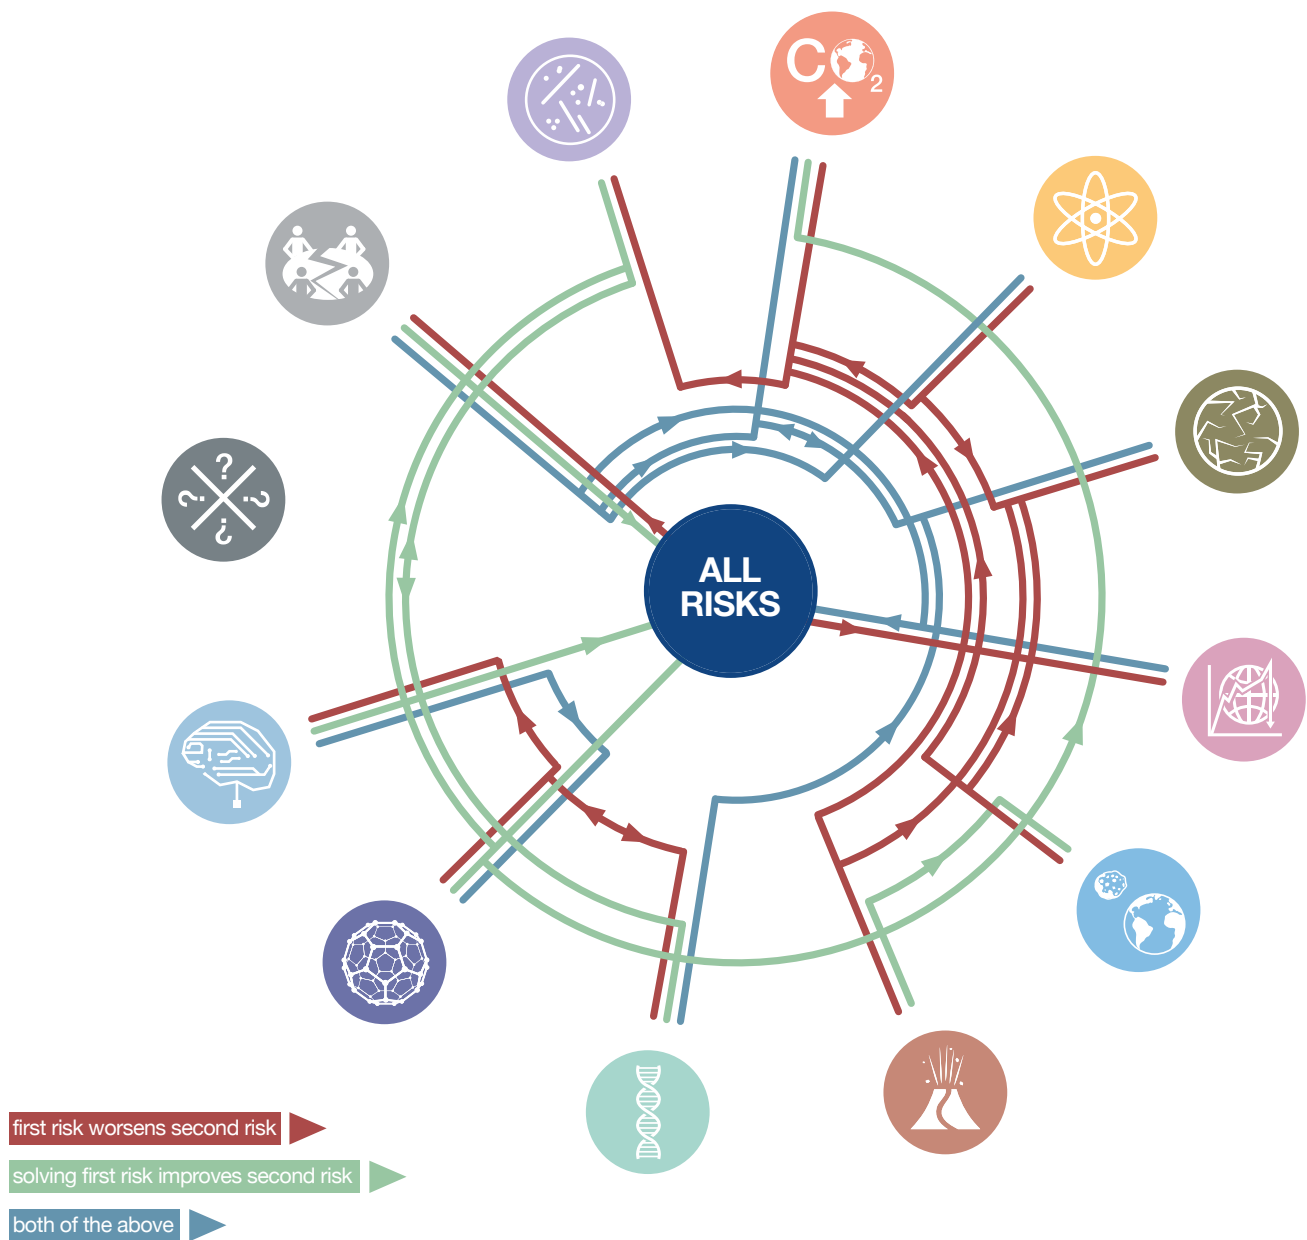 CO₂
?
? ?
?
ALL
RISKS
first risk worsens second risk
solving first risk improves second risk
both of the above